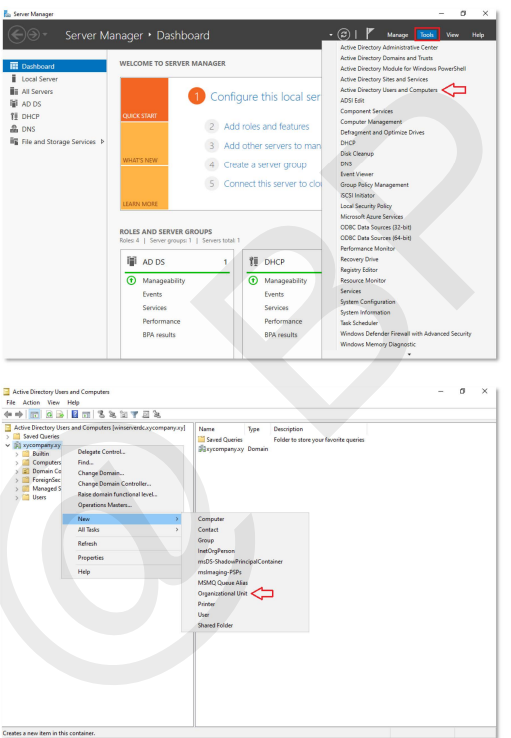 Server Manager
Server Manager • Dashboard
Manage Tools View Help
Dashboard
Local Server
All Servers
AD DS
DHCP
DNS
File and Storage Services
WELCOME TO SERVER MANAGER
QUICK START
WHAT'S NEW
LEARN MORE
1 Configure this local ser
2 Add roles and features
3 Add other servers to man
4 Create a server group
5 Connect this server to clou
ROLES AND SERVER GROUPS
Roles: 4 | Server groups: 1 | Servers total: 1
AD DS 1
Manageability
Events
Services
Performance
BPA results
DHCP
Manageability
Events
Services
Performance
BPA results
Active Directory Administrative Center
Active Directory Domains and Trusts
Active Directory Module for Windows PowerShell
Active Directory Sites and Services
Active Directory Users and Computers
ADSI Edit
Component Services
Computer Management
Defragment and Optimize Drives
DHCP
Disk Cleanup
DNS
Event Viewer
Group Policy Management
iSCSI Initiator
Local Security Policy
Microsoft Azure Services
ODBC Data Sources (32-bit)
ODBC Data Sources (64-bit)
Performance Monitor
Recovery Drive
Registry Editor
Resource Monitor
Services
System Configuration
System Information
Task Scheduler
Windows Defender Firewall with Advanced Security
Windows Memory Diagnostic
Active Directory Users and Computers
File Action View Help
Active Directory Users and Computers [winserverdc.xycompany.xy]
Saved Queries
xycompany.xy
Builtin
Computers
Domain Co
ForeignSec
Managed S
Users
Delegate Control...
Find...
Change Domain...
Change Domain Controller...
Raise domain functional level...
Operations Masters...
New
All Tasks
Refresh
Properties
Help
Name Type Description
Saved Queries Folder to store your favorite queries
xycompany.xy Domain
Computer
Contact
Group
InetOrgPerson
msDS-ShadowPrincipalContainer
msImaging-PSPs
MSMQ Queue Alias
Organizational Unit
Printer
User
Shared Folder
Creates a new item in this container.